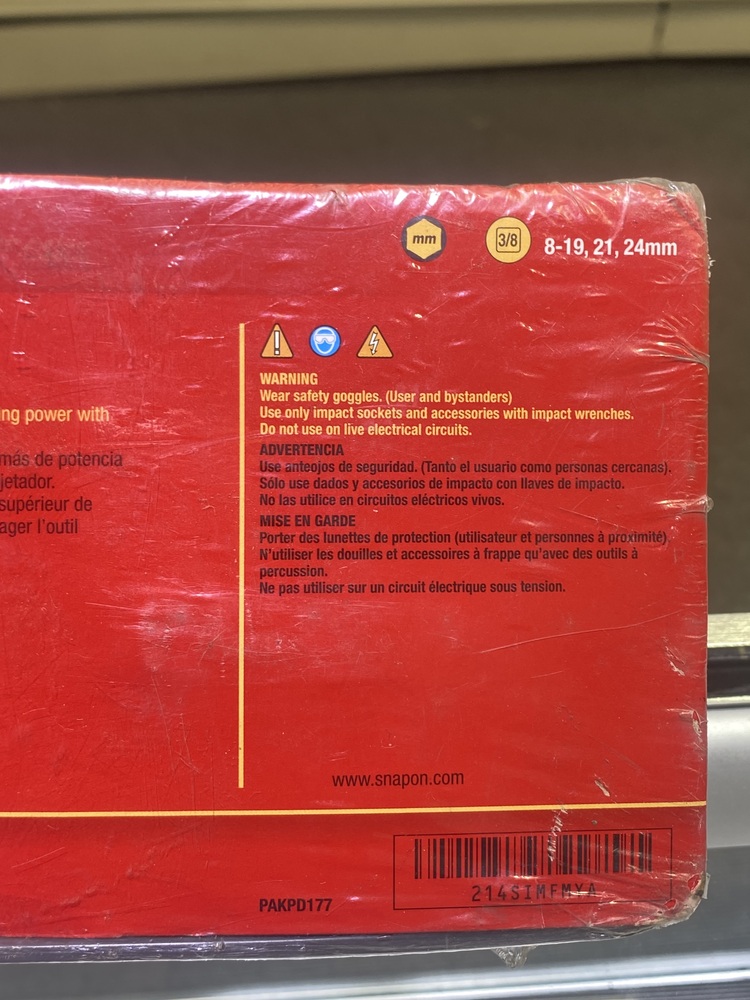 mm
3/8
8-19, 21, 24mm
ng power with
más de potencia
jetador.
supérieur de
ager l'outil
WARNING
Wear safety goggles. (User and bystanders)
Use only impact sockets and accessories with impact wrenches.
Do not use on live electrical circuits.
ADVERTENCIA
Use anteojos de seguridad. (Tanto el usuario como personas cercanas).
Sólo use dados y accesorios de impacto con llaves de impacto.
No las utilice en circuitos eléctricos vivos.
MISE EN GARDE
Porter des lunettes de protection (utilisateur et personnes à proximité)
N'utiliser les douilles et accessoires à frappe qu'avec des outils à
percussion.
Ne pas utiliser sur un circuit électrique sous tension.
www.snapon.com
PAKPD177
214SIMFMYA